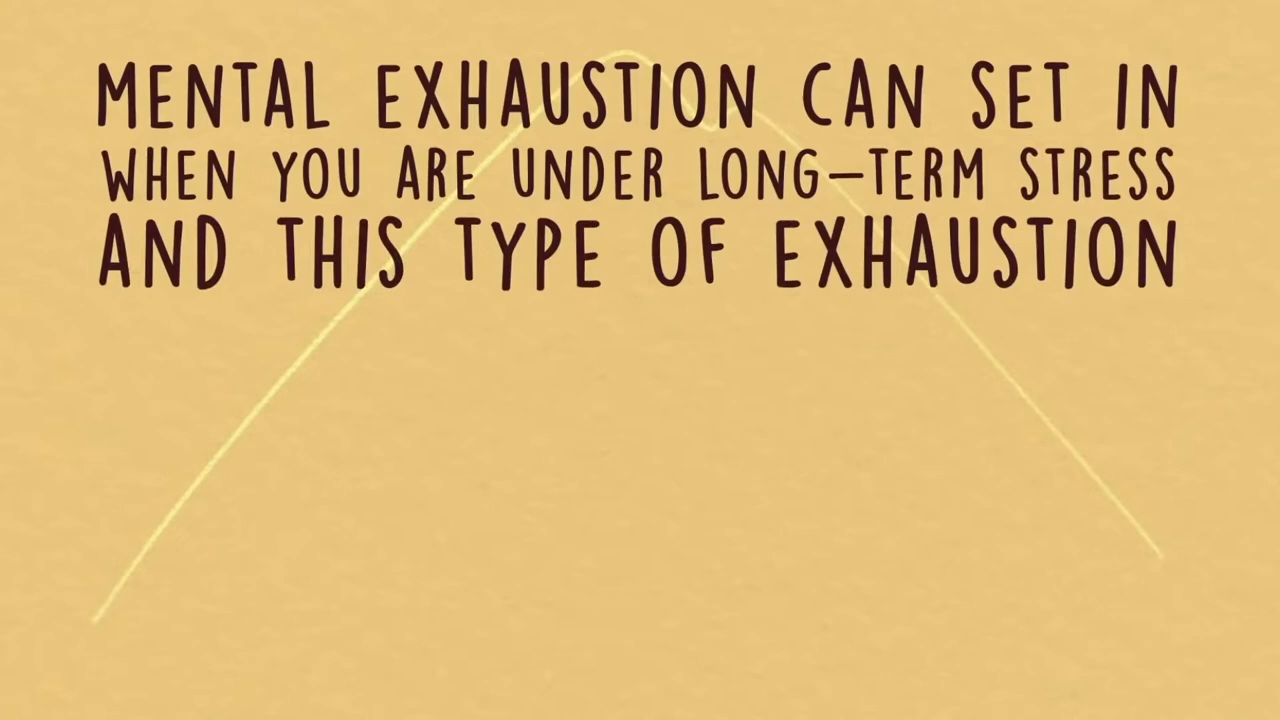 MENTAL EXHAUSTION CAN SET IN
WHEN YOU ARE UNDER LONG-TERM STRESS
AND THIS TYPE OF EXHAUSTION